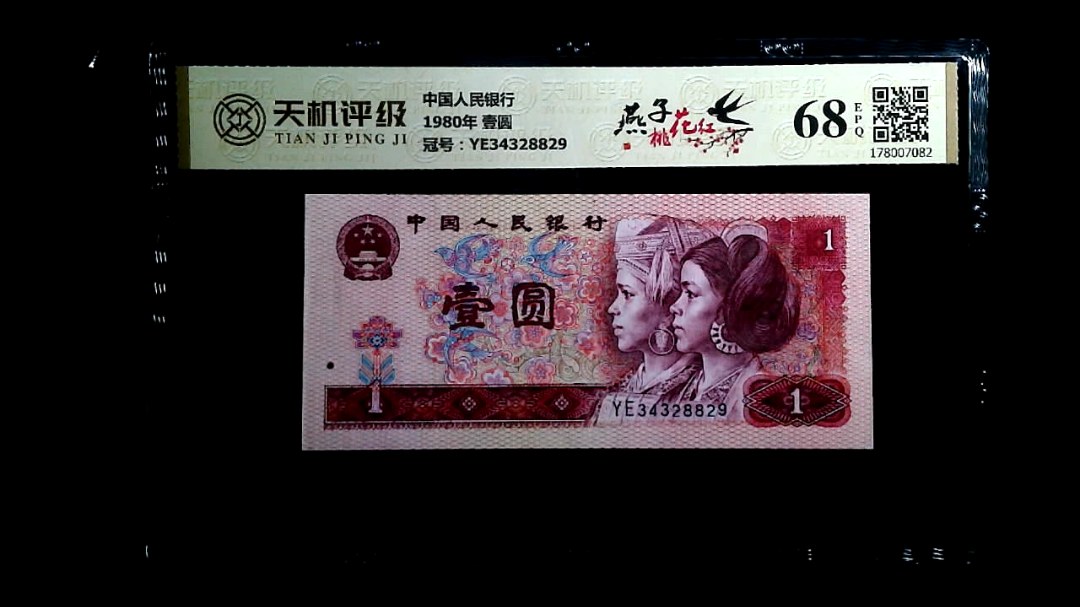 天机评级
TIAN JI PING JI
中国人民银行
1980年 壹圆
冠号：YE34328829
燕子
桃花红
68
EPQ
178007082
中国人民银行
1
壹圆
1
YE34328829
1